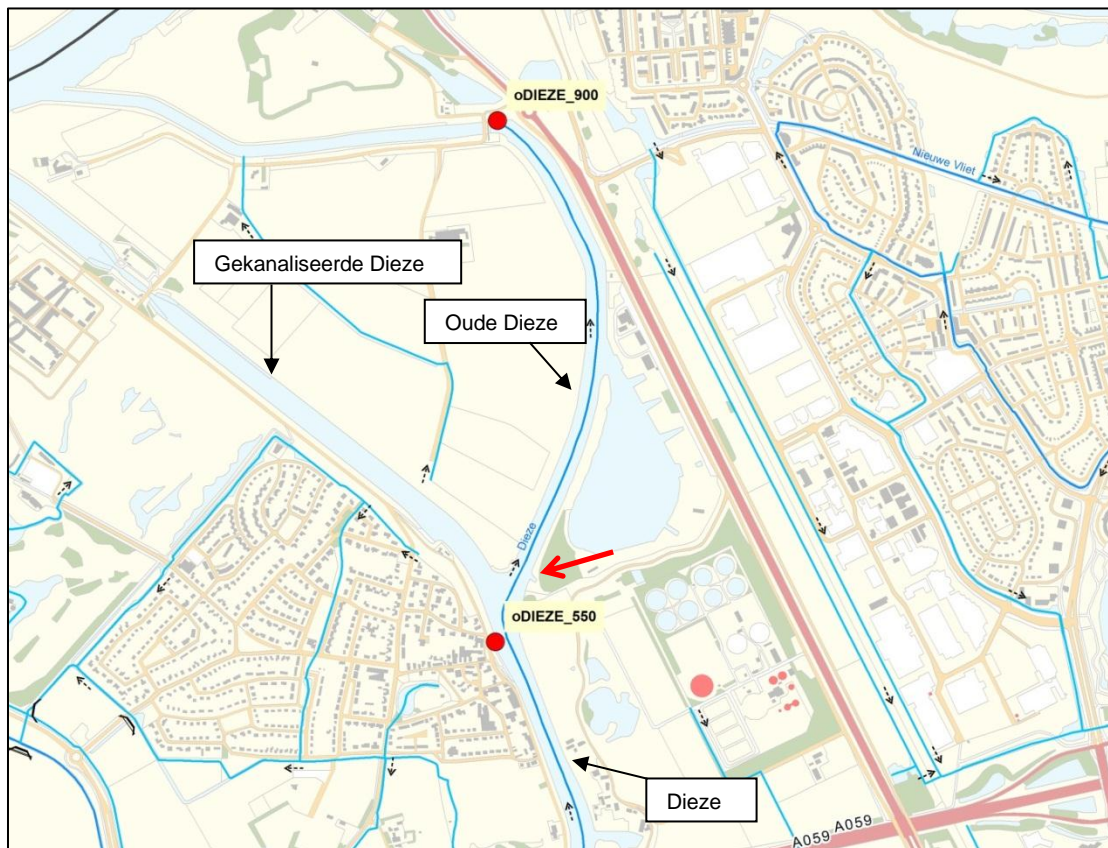 oDIEZE_900
Nieuwe Vliet
Gekanaliseerde Dieze
Oude Dieze
Dieze
oDIEZE_550
Dieze
A059 A059